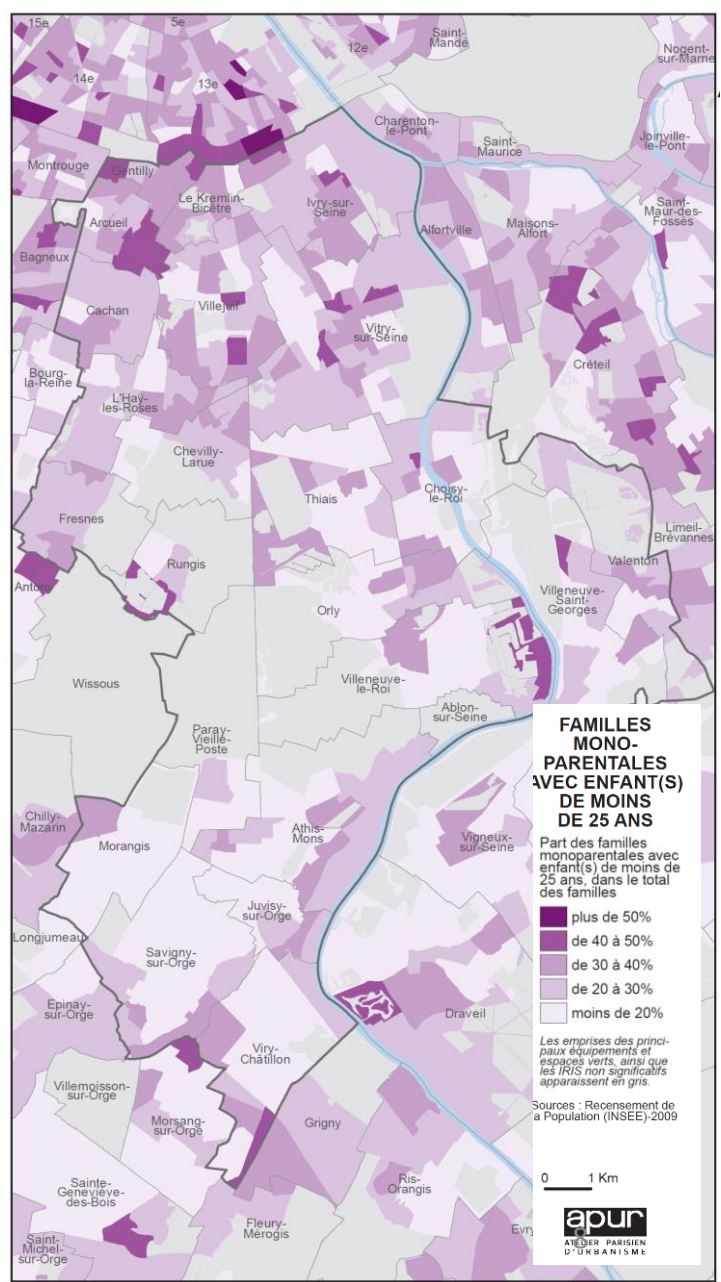 15e
5e
12e
Saint-
Mandé
Nogent-
sur-Marne
14e
13e
Charenton-
le-Pont
Saint-
Maurice
Joinville-
le-Pont
Montrouge
Gentilly
Le Kremlin-
Bicêtre
Ivry-sur-
Seine
Arcueil
Alfortville
Maisons-
Alfort
Saint-
Maur-des-
Fossés
Bagneux
Cachan
Villejuif
Vitry-
sur-Seine
Créteil
Bourg-
la-Reine
L'Haÿ-
les-Roses
Chevilly-
Larue
Thiais
Choisy-
le-Roi
Fresnes
Limeil-
Brévannes
Rungis
Valenton
Antony
Orly
Villeneuve-
Saint-
Georges
Wissous
Villeneuve-
le-Roi
Ablon-
sur-Seine
Paray-
Vieille-
Poste
FAMILLES
MONO-
PARENTALES
AVEC ENFANT(S)
DE MOINS
DE 25 ANS
Part des familles
monoparentales avec
enfant(s) de moins de
25 ans, dans le total
des familles
plus de 50%
de 40 à 50%
de 30 à 40%
de 20 à 30%
moins de 20%
Les emprises des princi-
paux équipements et
espaces verts, ainsi que
les IRIS non significatifs
apparaissent en gris.
Sources : Recensement de
la Population (INSEE)-2009
0 1 Km
apur
ATELIER PARISIEN
D'URBANISME
8
Chilly-
Mazarin
Morangis
Athis-
Mons
Vigneux-
sur-Seine
Juvisy-
sur-Orge
Longjumeau
Savigny-
sur-Orge
Epinay-
sur-Orge
Draveil
Viry-
Châtillon
Villemoisson-
sur-Orge
Morsang-
sur-Orge
Grigny
Sainte-
Geneviève-
des-Bois
Ris-
Orangis
Fleury-
Mérogis
Evry
Saint-
Michel-
sur-Orge